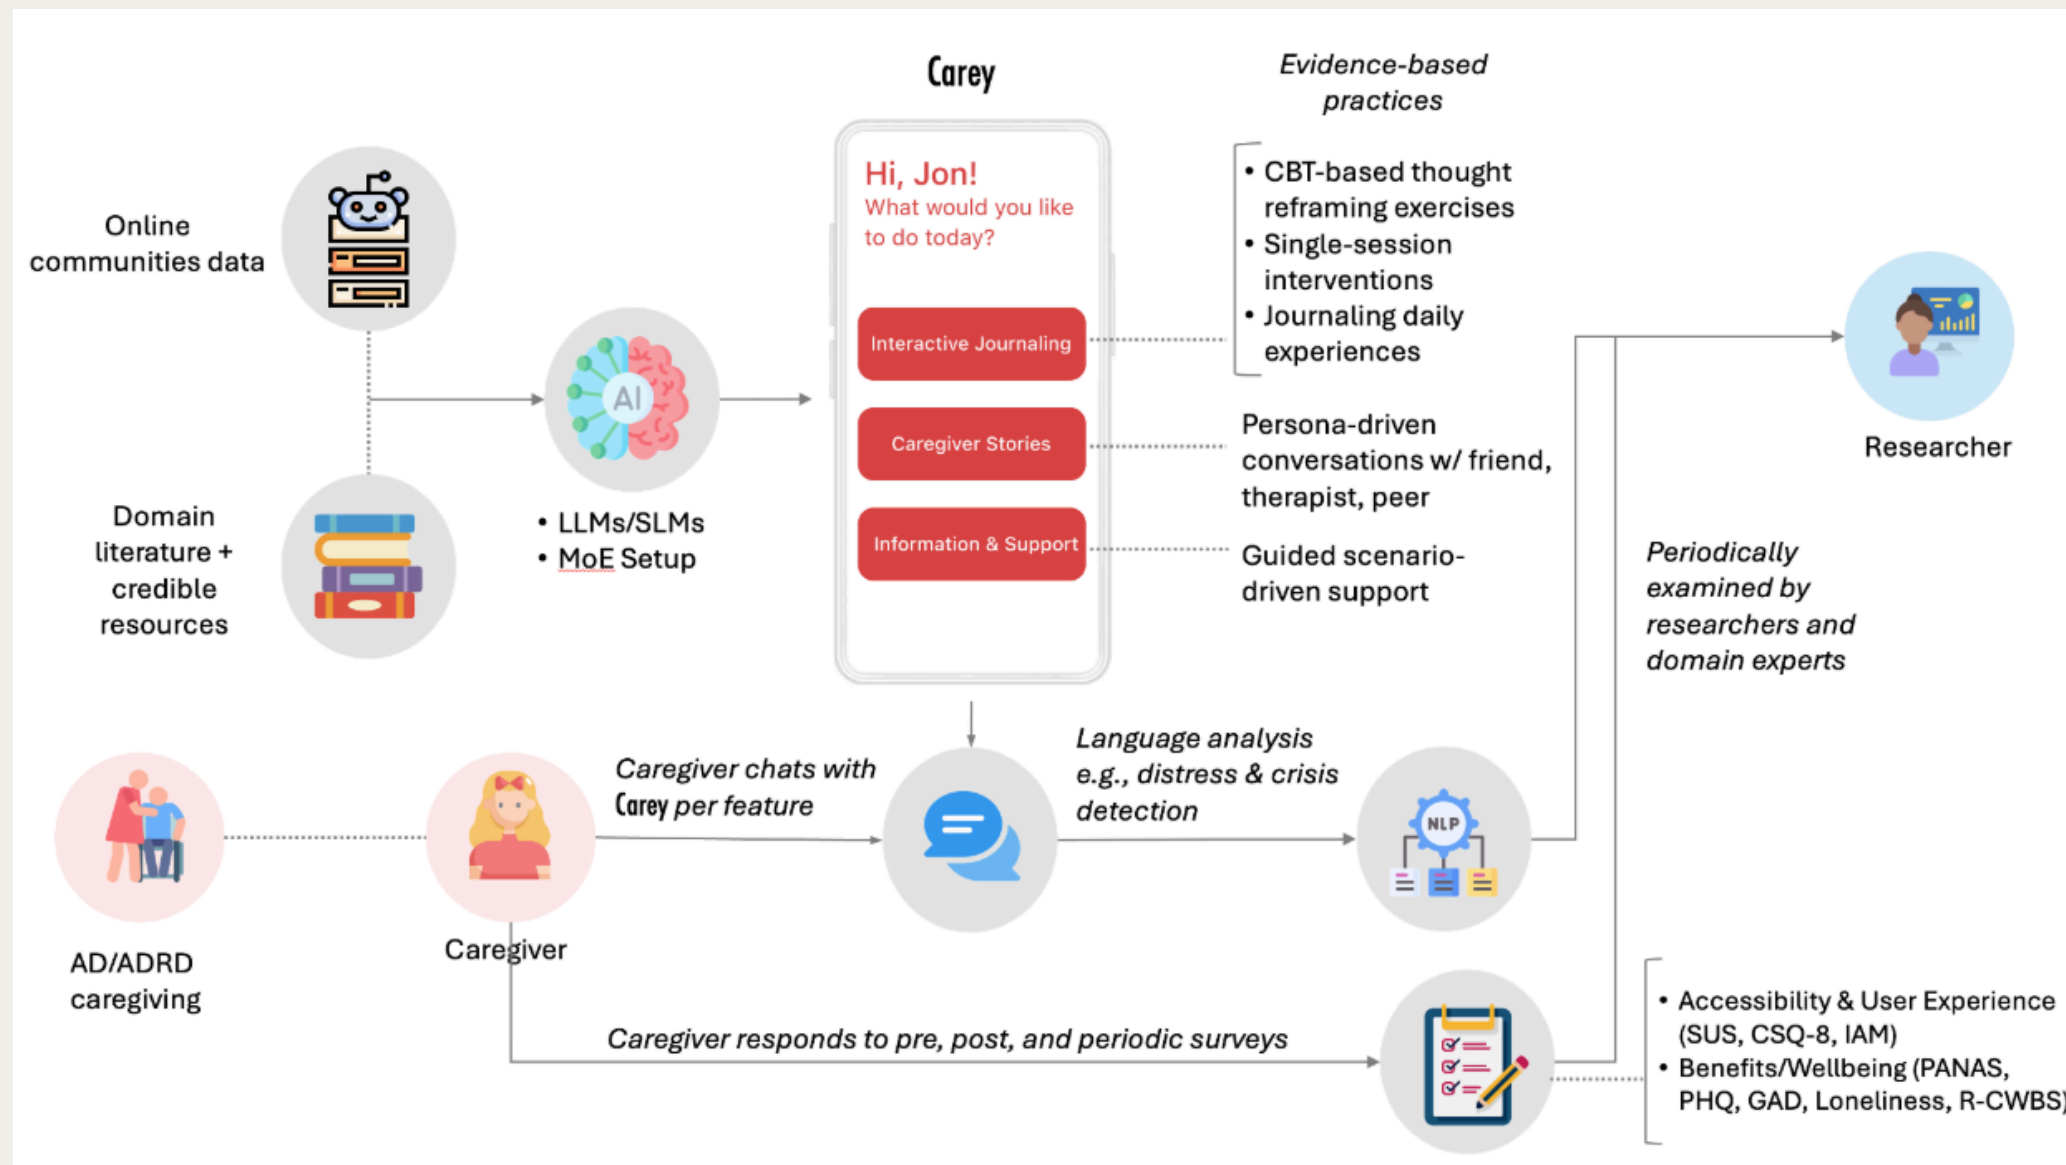 Carey
Evidence-based
practices
Online
communities data
Hi, Jon!
What would you like
to do today?
Interactive Journaling
Caregiver Stories
Information & Support
• CBT-based thought
reframing exercises
• Single-session
interventions
• Journaling daily
experiences
Persona-driven
conversations w/ friend,
therapist, peer
Guided scenario-
driven support
AI
• LLMs/SLMs
• MoE Setup
Domain
literature +
credible
resources
Researcher
Periodically
examined by
researchers and
domain experts
Caregiver chats with
Carey per feature
Language analysis
e.g., distress & crisis
detection
NLP
AD/ADRD
caregiving
Caregiver
Caregiver responds to pre, post, and periodic surveys
• Accessibility & User Experience
(SUS, CSQ-8, IAM)
• Benefits/Wellbeing (PANAS,
PHQ, GAD, Loneliness, R-CWBS)